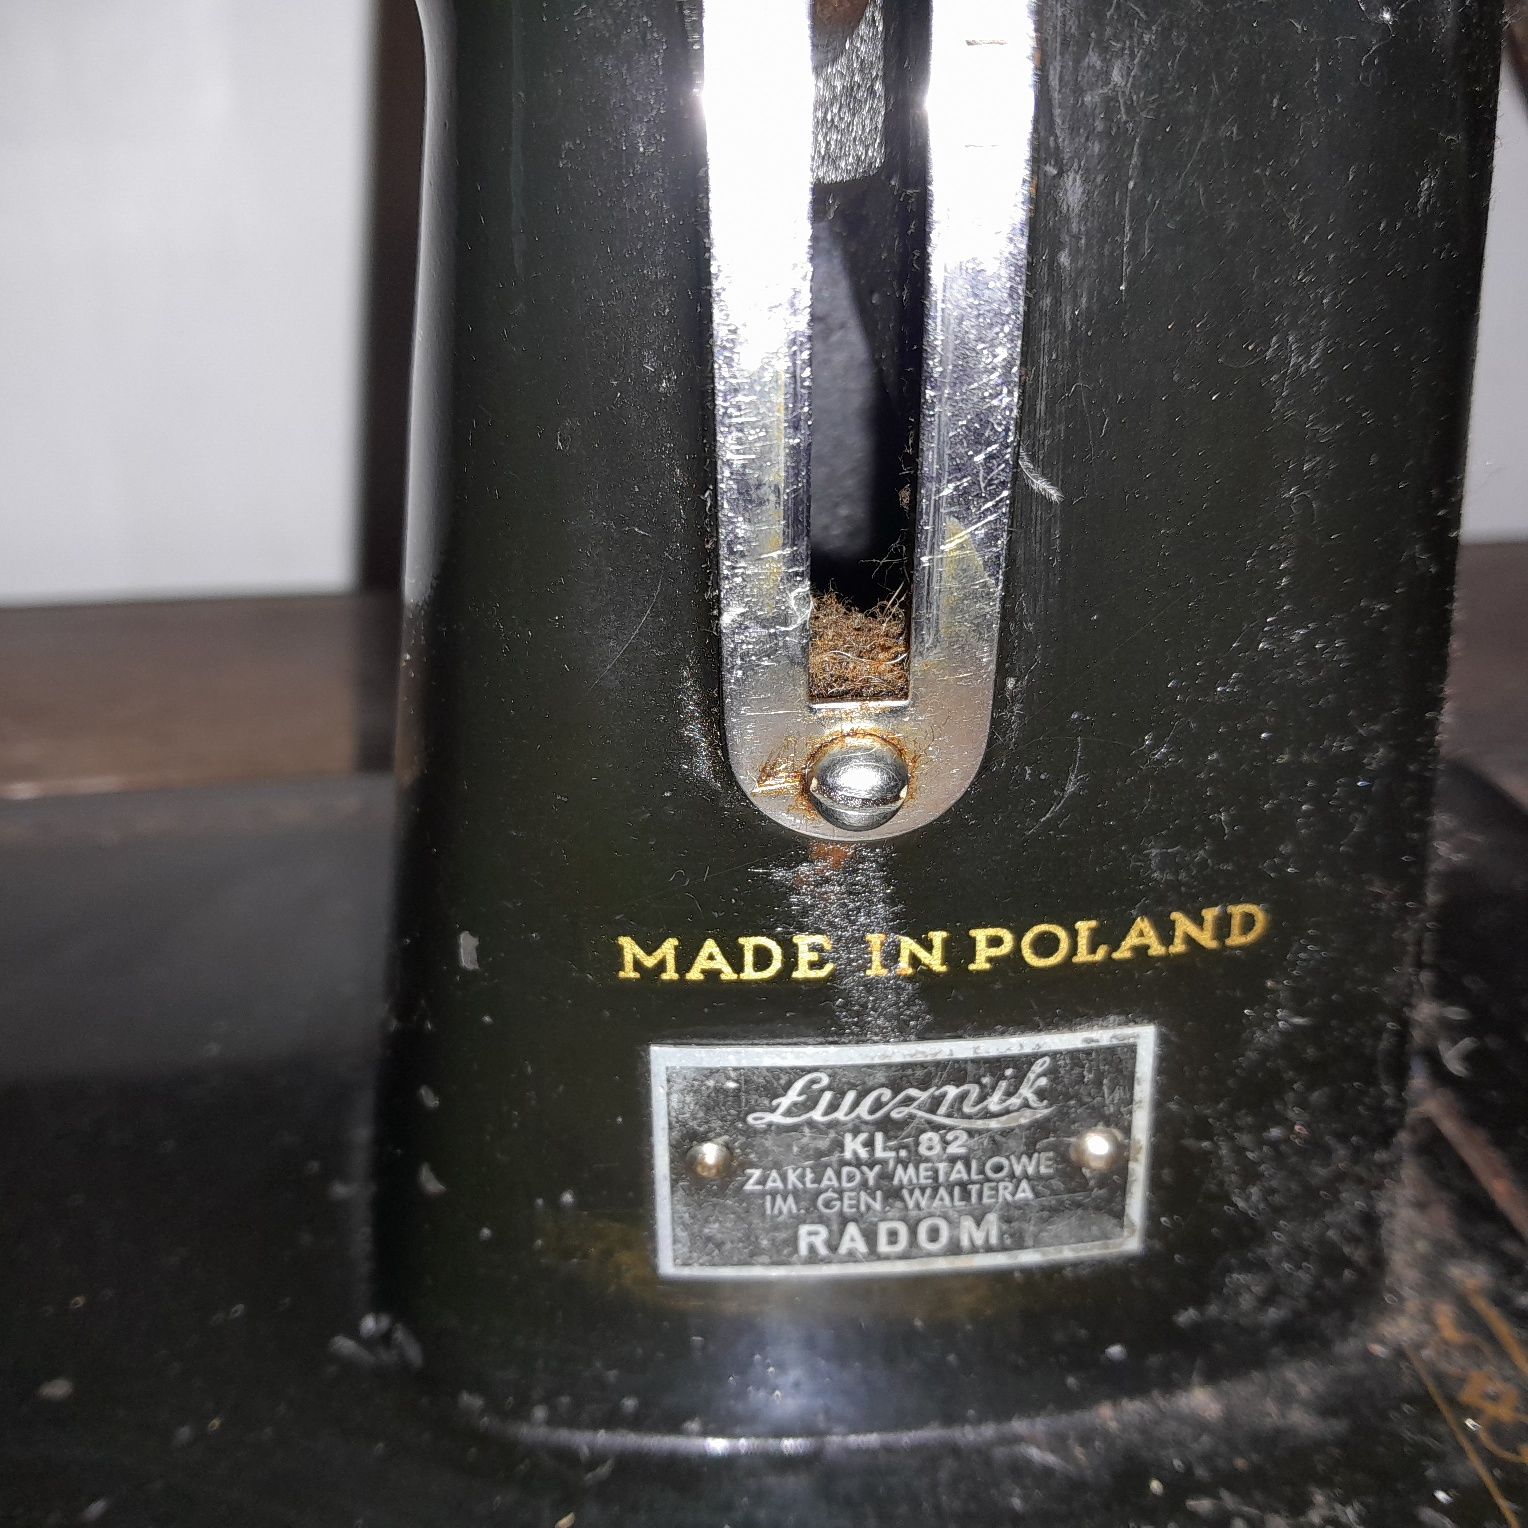 MADE IN POLAND
Łucznik
KL. 82
ZAKŁADY METALOWE
IM. GEN. WALTERA
RADOM